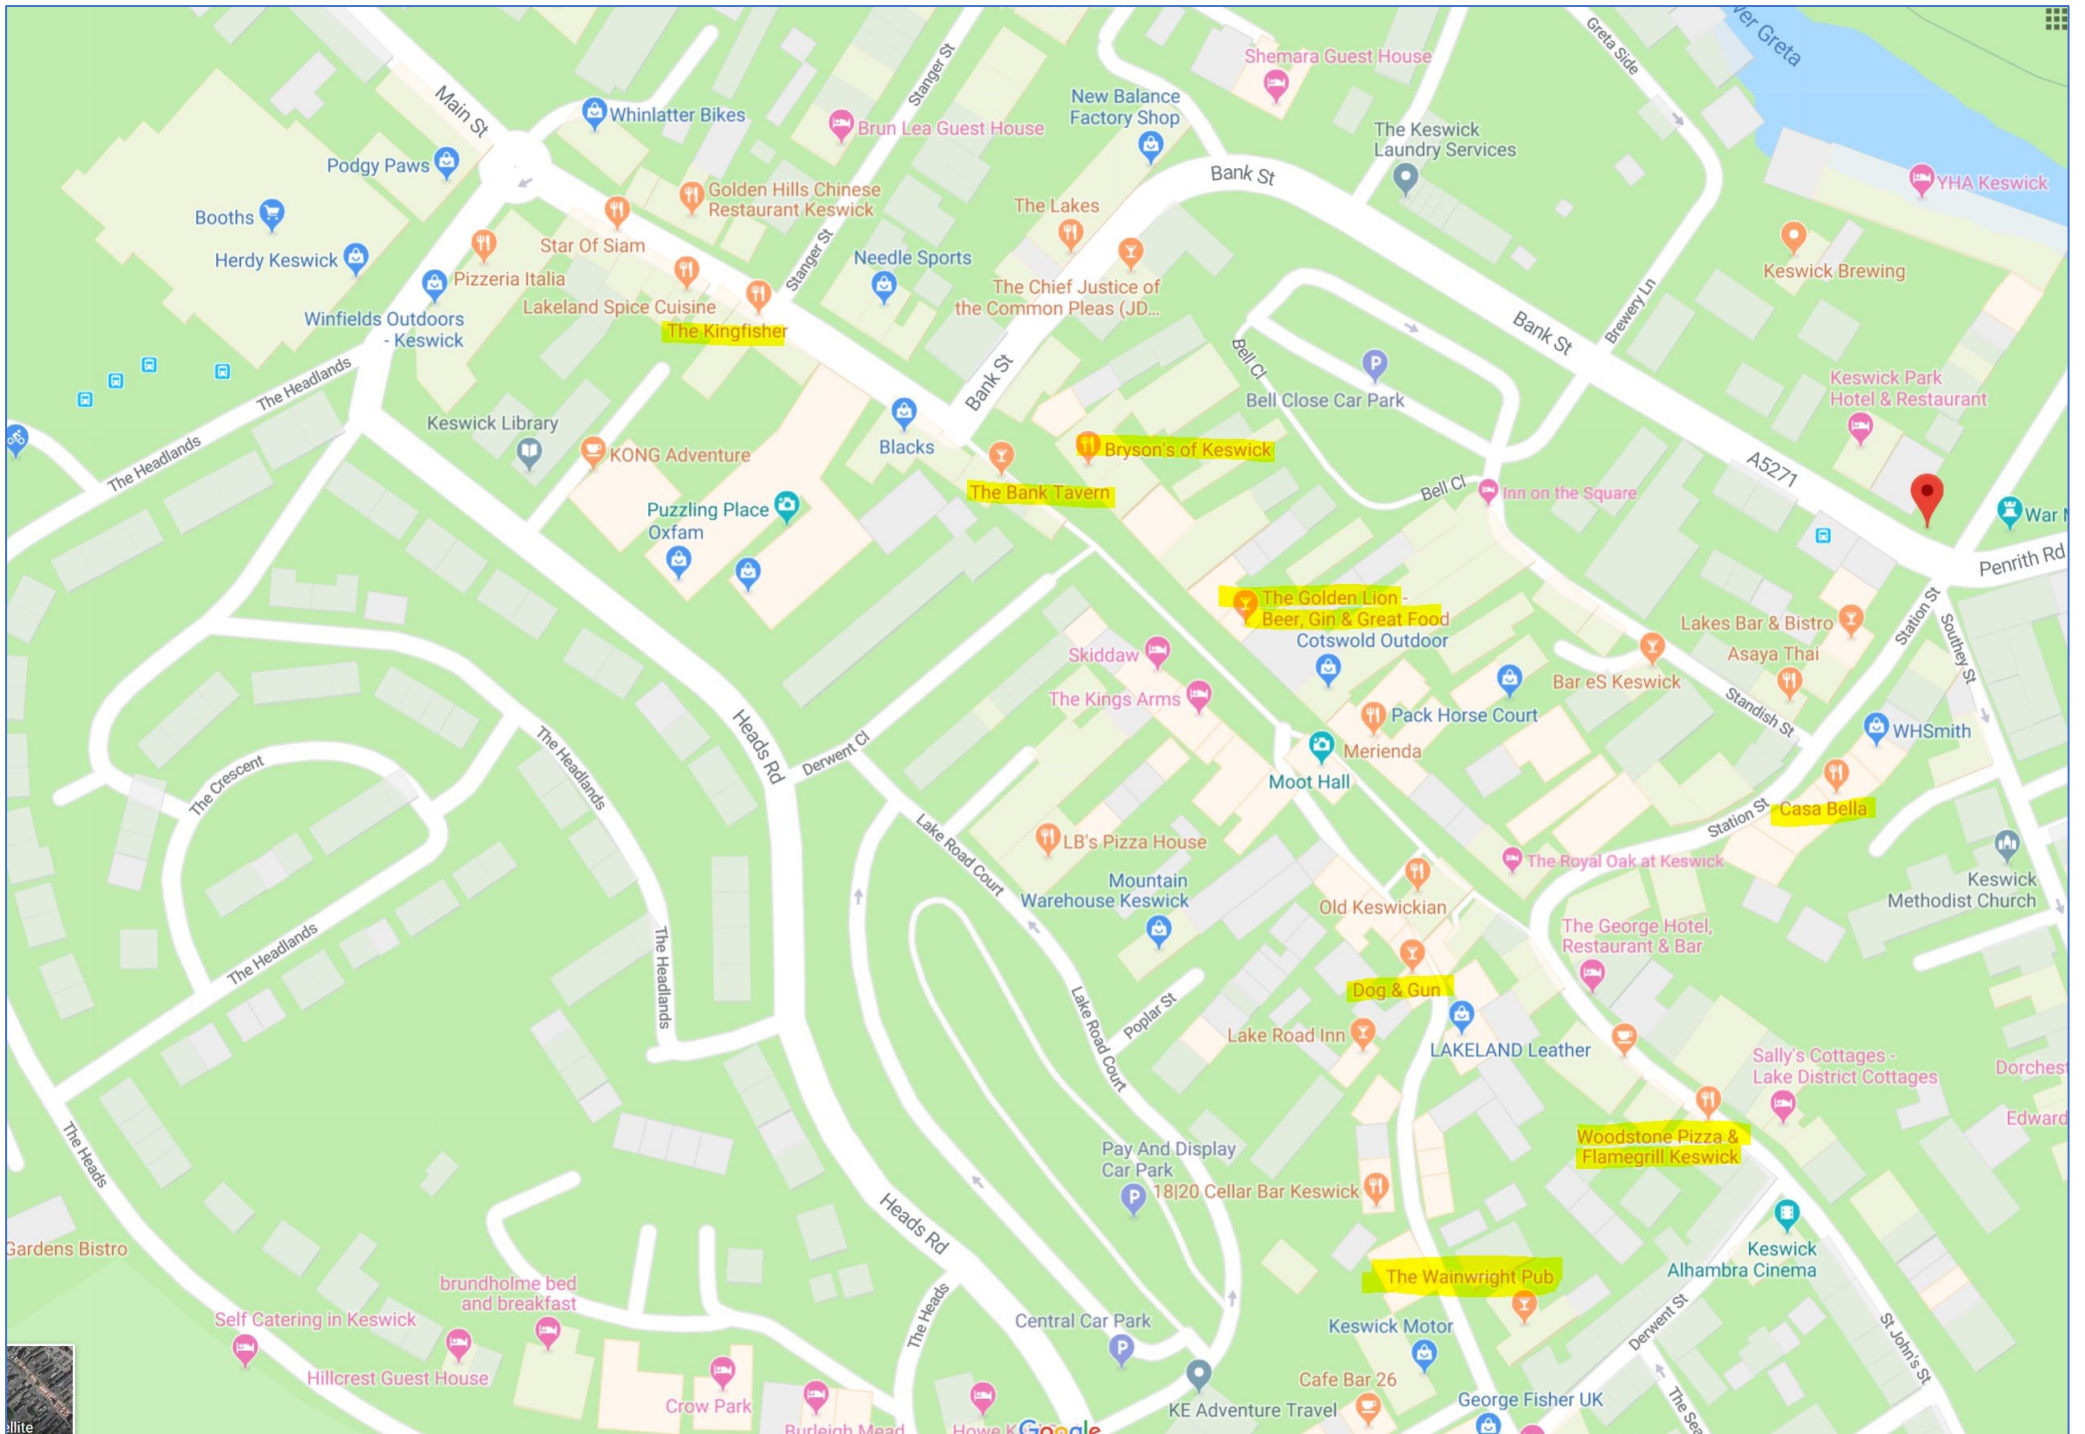 Main St
Stanger St
Greta Side
Shemara Guest House
Whinlatter Bikes
New Balance
Factory Shop
Brun Lea Guest House
The Keswick
Laundry Services
Podgy Paws
Bank St
YHA Keswick
Booths
Golden Hills Chinese
Restaurant Keswick
The Lakes
Star Of Siam
Herdy Keswick
Stanger St
Needle Sports
Keswick Brewing
Pizzeria Italia
The Chief Justice of
the Common Pleas (JD...
Lakeland Spice Cuisine
Winfields Outdoors
- Keswick
The Kingfisher
Brewery Ln
Bank St
Bell Cl
The Headlands
Bank St
Bell Close Car Park
Keswick Park
Hotel & Restaurant
Keswick Library
Blacks
KONG Adventure
Bryson's of Keswick
The Headlands
A5271
The Bank Tavern
Bell Cl
Inn on the Square
Puzzling Place
Oxfam
Penrith Rd
The Golden Lion -
Beer, Gin & Great Food
Station St
Cotswold Outdoor
Lakes Bar & Bistro
Southey St
Skiddaw
Asaya Thai
Bar eS Keswick
The Kings Arms
Standish St
Pack Horse Court
WHSmith
Heads Rd
Merienda
Derwent Cl
The Headlands
Moot Hall
The Crescent
Casa Bella
Station St
Lake Road Court
LB's Pizza House
The Royal Oak at Keswick
Mountain
Warehouse Keswick
Keswick
Methodist Church
Old Keswickian
The George Hotel,
Restaurant & Bar
The Headlands
The Headlands
Dog & Gun
Poplar St
Lake Road Court
Lake Road Inn
LAKELAND Leather
Sally's Cottages -
Lake District Cottages
Edward
The Heads
Woodstone Pizza &
Flamegrill Keswick
Pay And Display
Car Park
18|20 Cellar Bar Keswick
Heads Rd
Gardens Bistro
Keswick
Alhambra Cinema
The Wainwright Pub
brundholme bed
and breakfast
Self Catering in Keswick
The Heads
Central Car Park
Keswick Motor
Derwent St
St John's St
Hillcrest Guest House
Cafe Bar 26
Crow Park
KE Adventure Travel
George Fisher UK
Burleigh Mead
Google